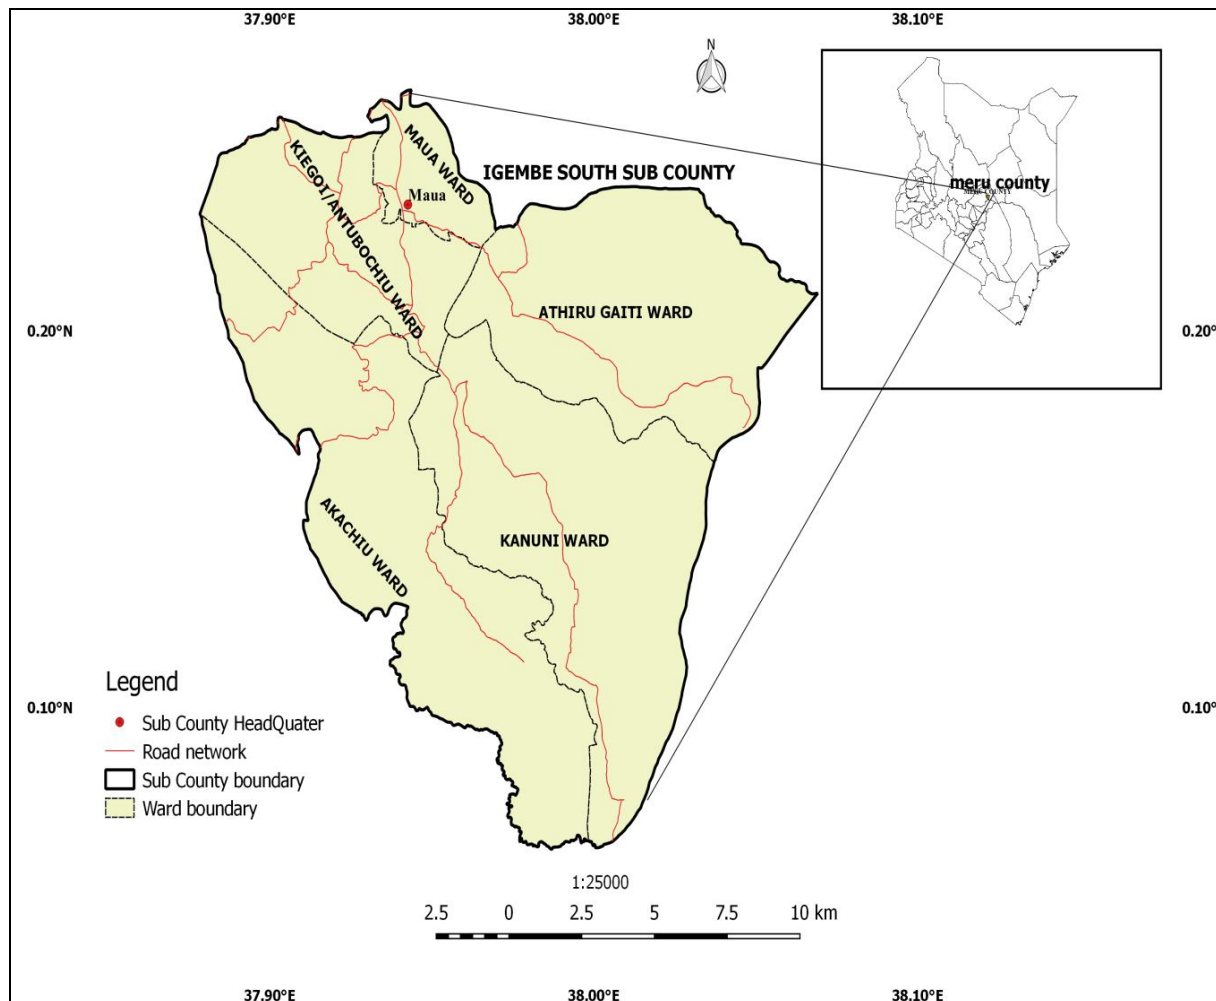 37.90°E 38.00°E 38.10°E
N
IGEMBE SOUTH SUB COUNTY
MAUA WARD
Maua
KIEGOI/ANTUBOCHIU WARD
meru county
MERU COUNTY
0.20°N 0.20°
ATHIRU GAITI WARD
AKACHIU WARD
KANUNI WARD
0.10°N 0.10°
Legend
Sub County HeadQuater
Road network
Sub County boundary
Ward boundary
1:25000
2.5 0 2.5 5 7.5 10 km
37.90°E 38.00°E 38.10°E